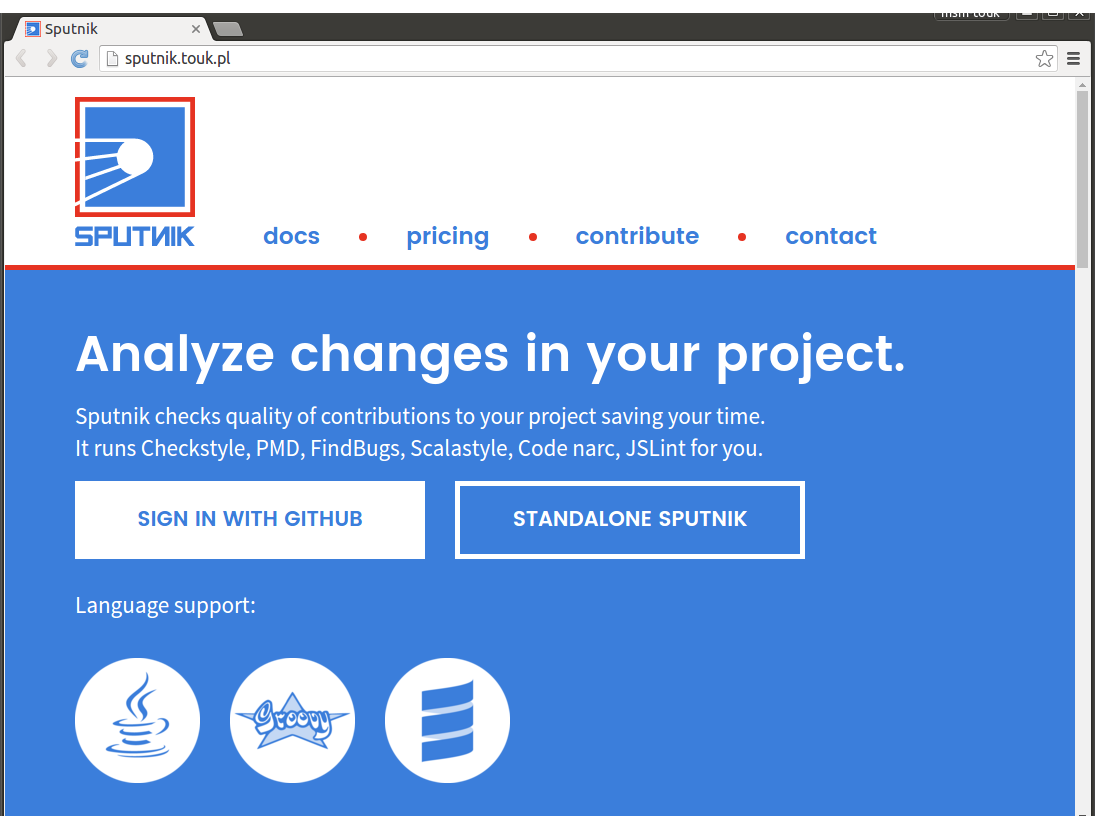 msm touk
Sputnik
sputnik.touk.pl
SPUTNIK
docs • pricing • contribute • contact
Analyze changes in your project.
Sputnik checks quality of contributions to your project saving your time.
It runs Checkstyle, PMD, FindBugs, Scalastyle, Code narc, JSLint for you.
SIGN IN WITH GITHUB
STANDALONE SPUTNIK
Language support:
Groovy